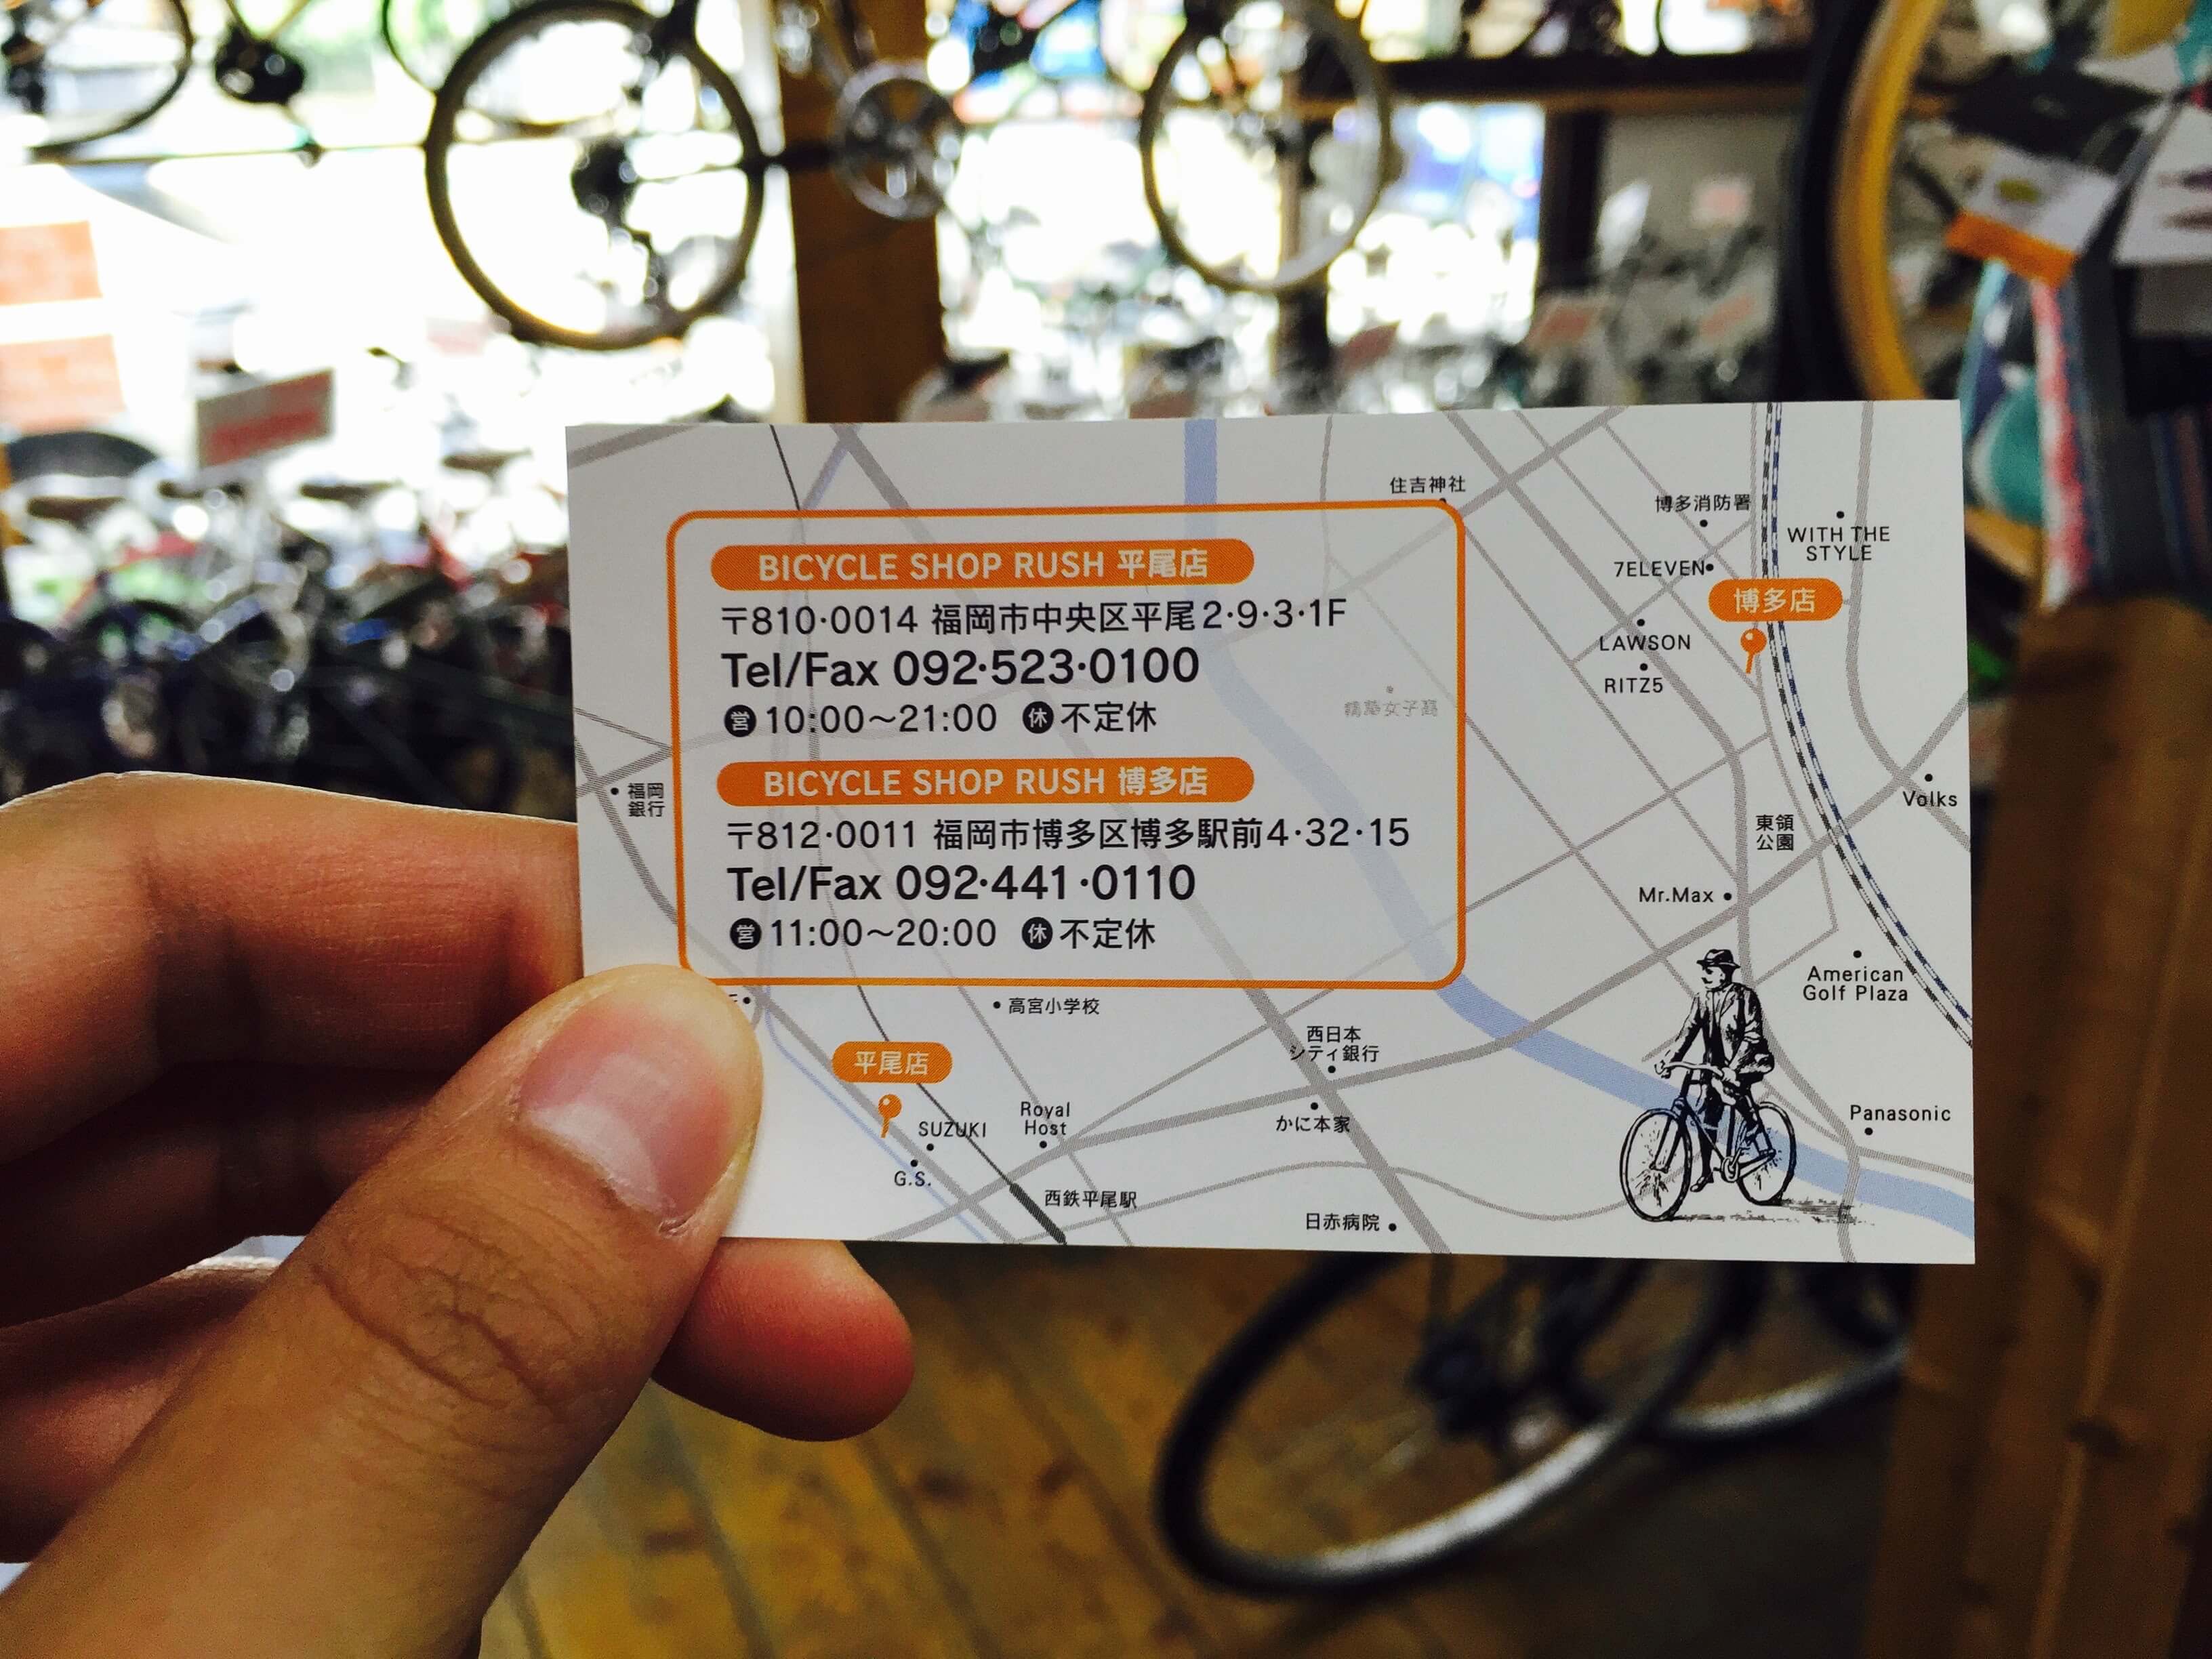 住吉神社
博多消防署
WITH THE
STYLE
7ELEVEN
博多店
LAWSON
RITZ5
BICYCLE SHOP RUSH 平尾店
〒810・0014 福岡市中央区平尾2・9・3・1F
Tel/Fax 092・523・0100
営 10:00〜21:00 休 不定休
BICYCLE SHOP RUSH 博多店
〒812・0011 福岡市博多区博多駅前4・32・15
Tel/Fax 092・441・0110
営 11:00〜20:00 休 不定休
福岡
銀行
Volks
東領
公園
Mr.Max
American
Golf Plaza
高宮小学校
西日本
シティ銀行
平尾店
SUZUKI
Royal
Host
G.S.
かに本家
Panasonic
西鉄平尾駅
日赤病院